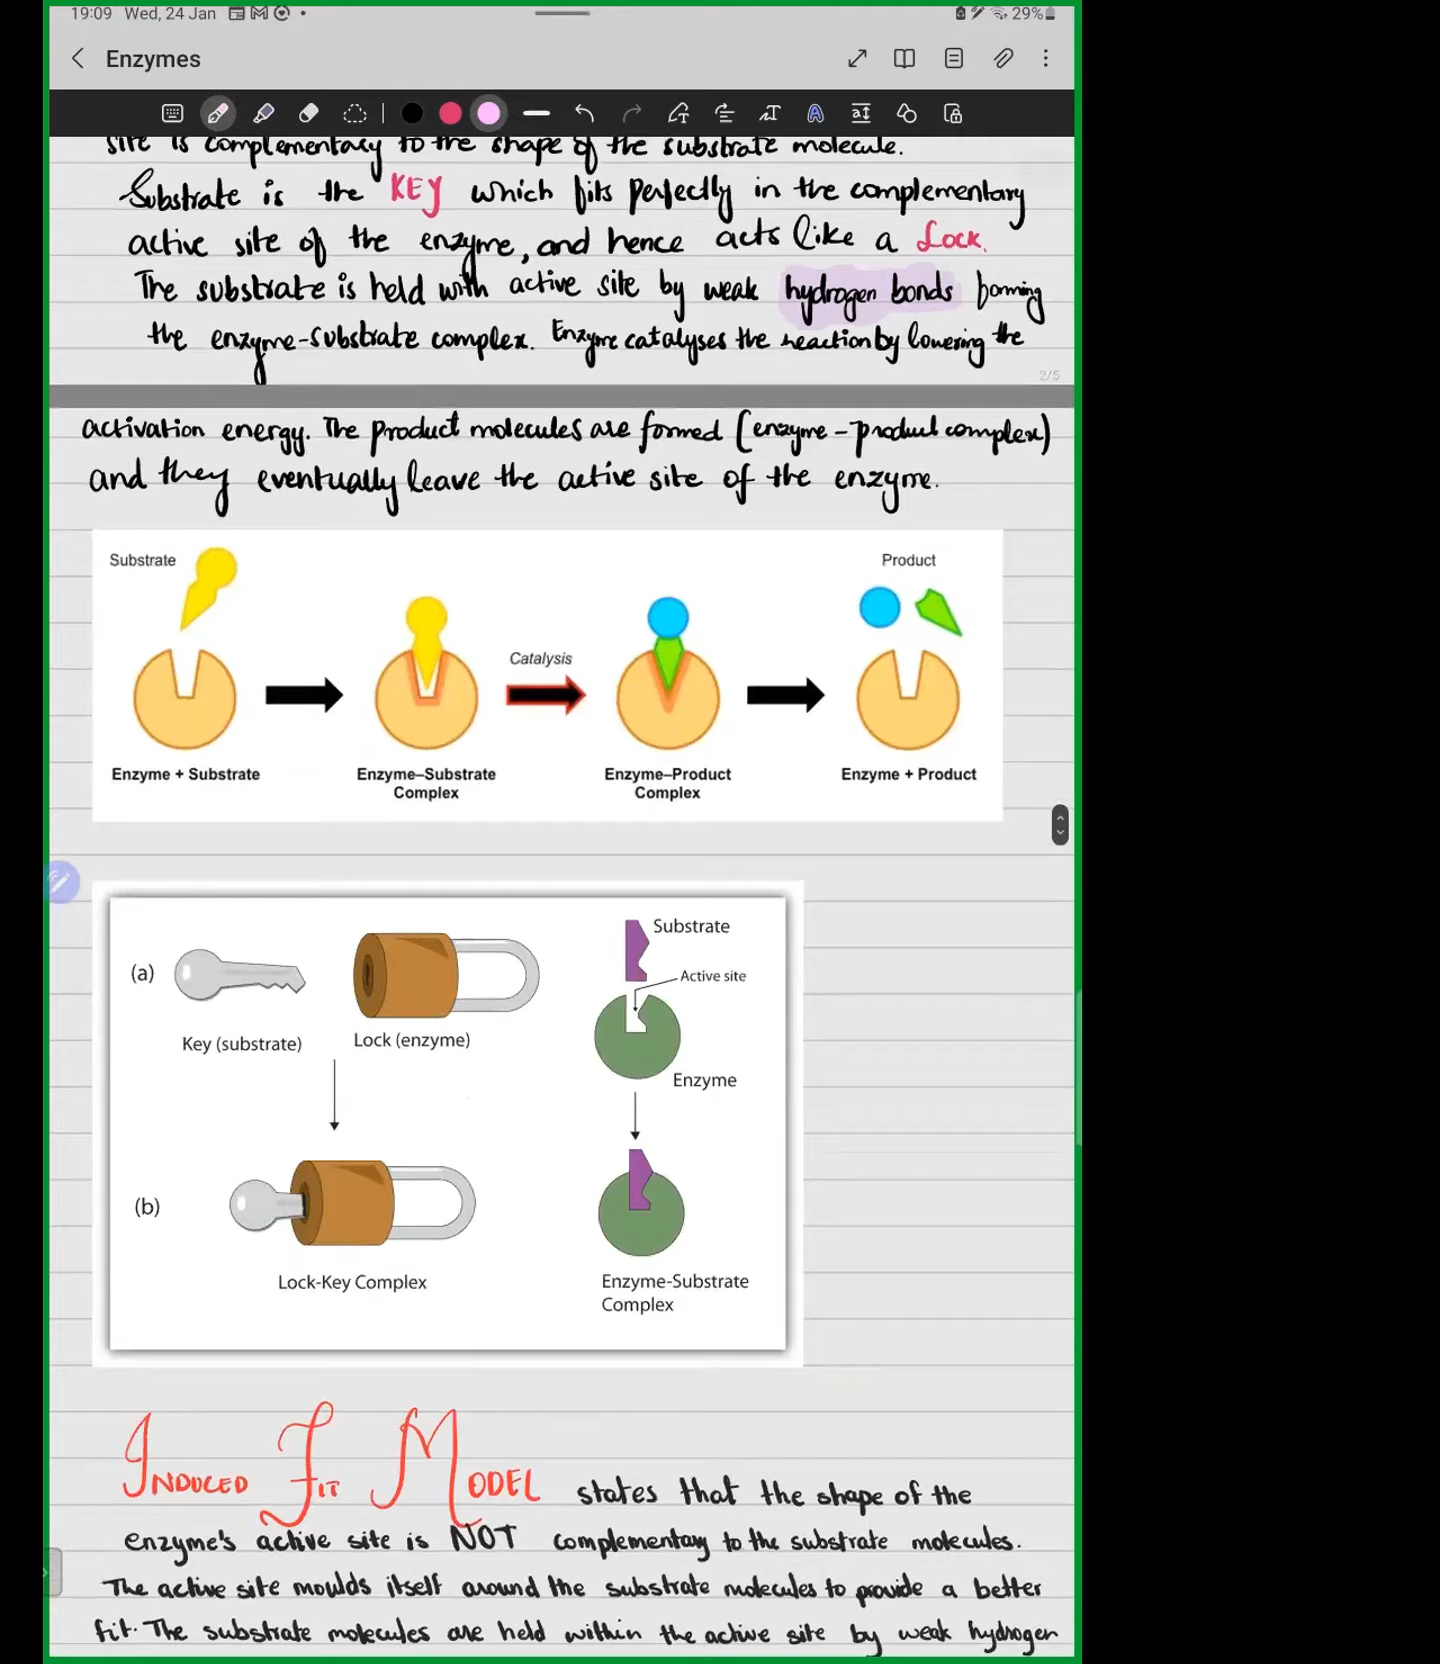 19:09 Wed, 24 Jan
29%
Enzymes
site is complementary to the shape of the substrate molecule.
Substrate is the KEY which fits perfectly in the complementary
active site of the enzyme, and hence acts like a Lock.
The substrate is held with active site by weak hydrogen bonds forming
the enzyme-substrate complex. Enzyme catalyses the reaction by lowering the
2/5
activation energy. The product molecules are formed (enzyme-product complex)
and they eventually leave the active site of the enzyme.
Substrate
Product
Catalysis
Enzyme + Substrate
Enzyme–Substrate
Complex
Enzyme–Product
Complex
Enzyme + Product
(a)
Key (substrate)
Lock (enzyme)
Substrate
Active site
Enzyme
(b)
Lock-Key Complex
Enzyme-Substrate
Complex
INDUCED FIT MODEL states that the shape of the
enzyme's active site is NOT complementary to the substrate molecules.
The active site moulds itself around the substrate molecules to provide a better
fit. The substrate molecules are held within the active site by weak hydrogen